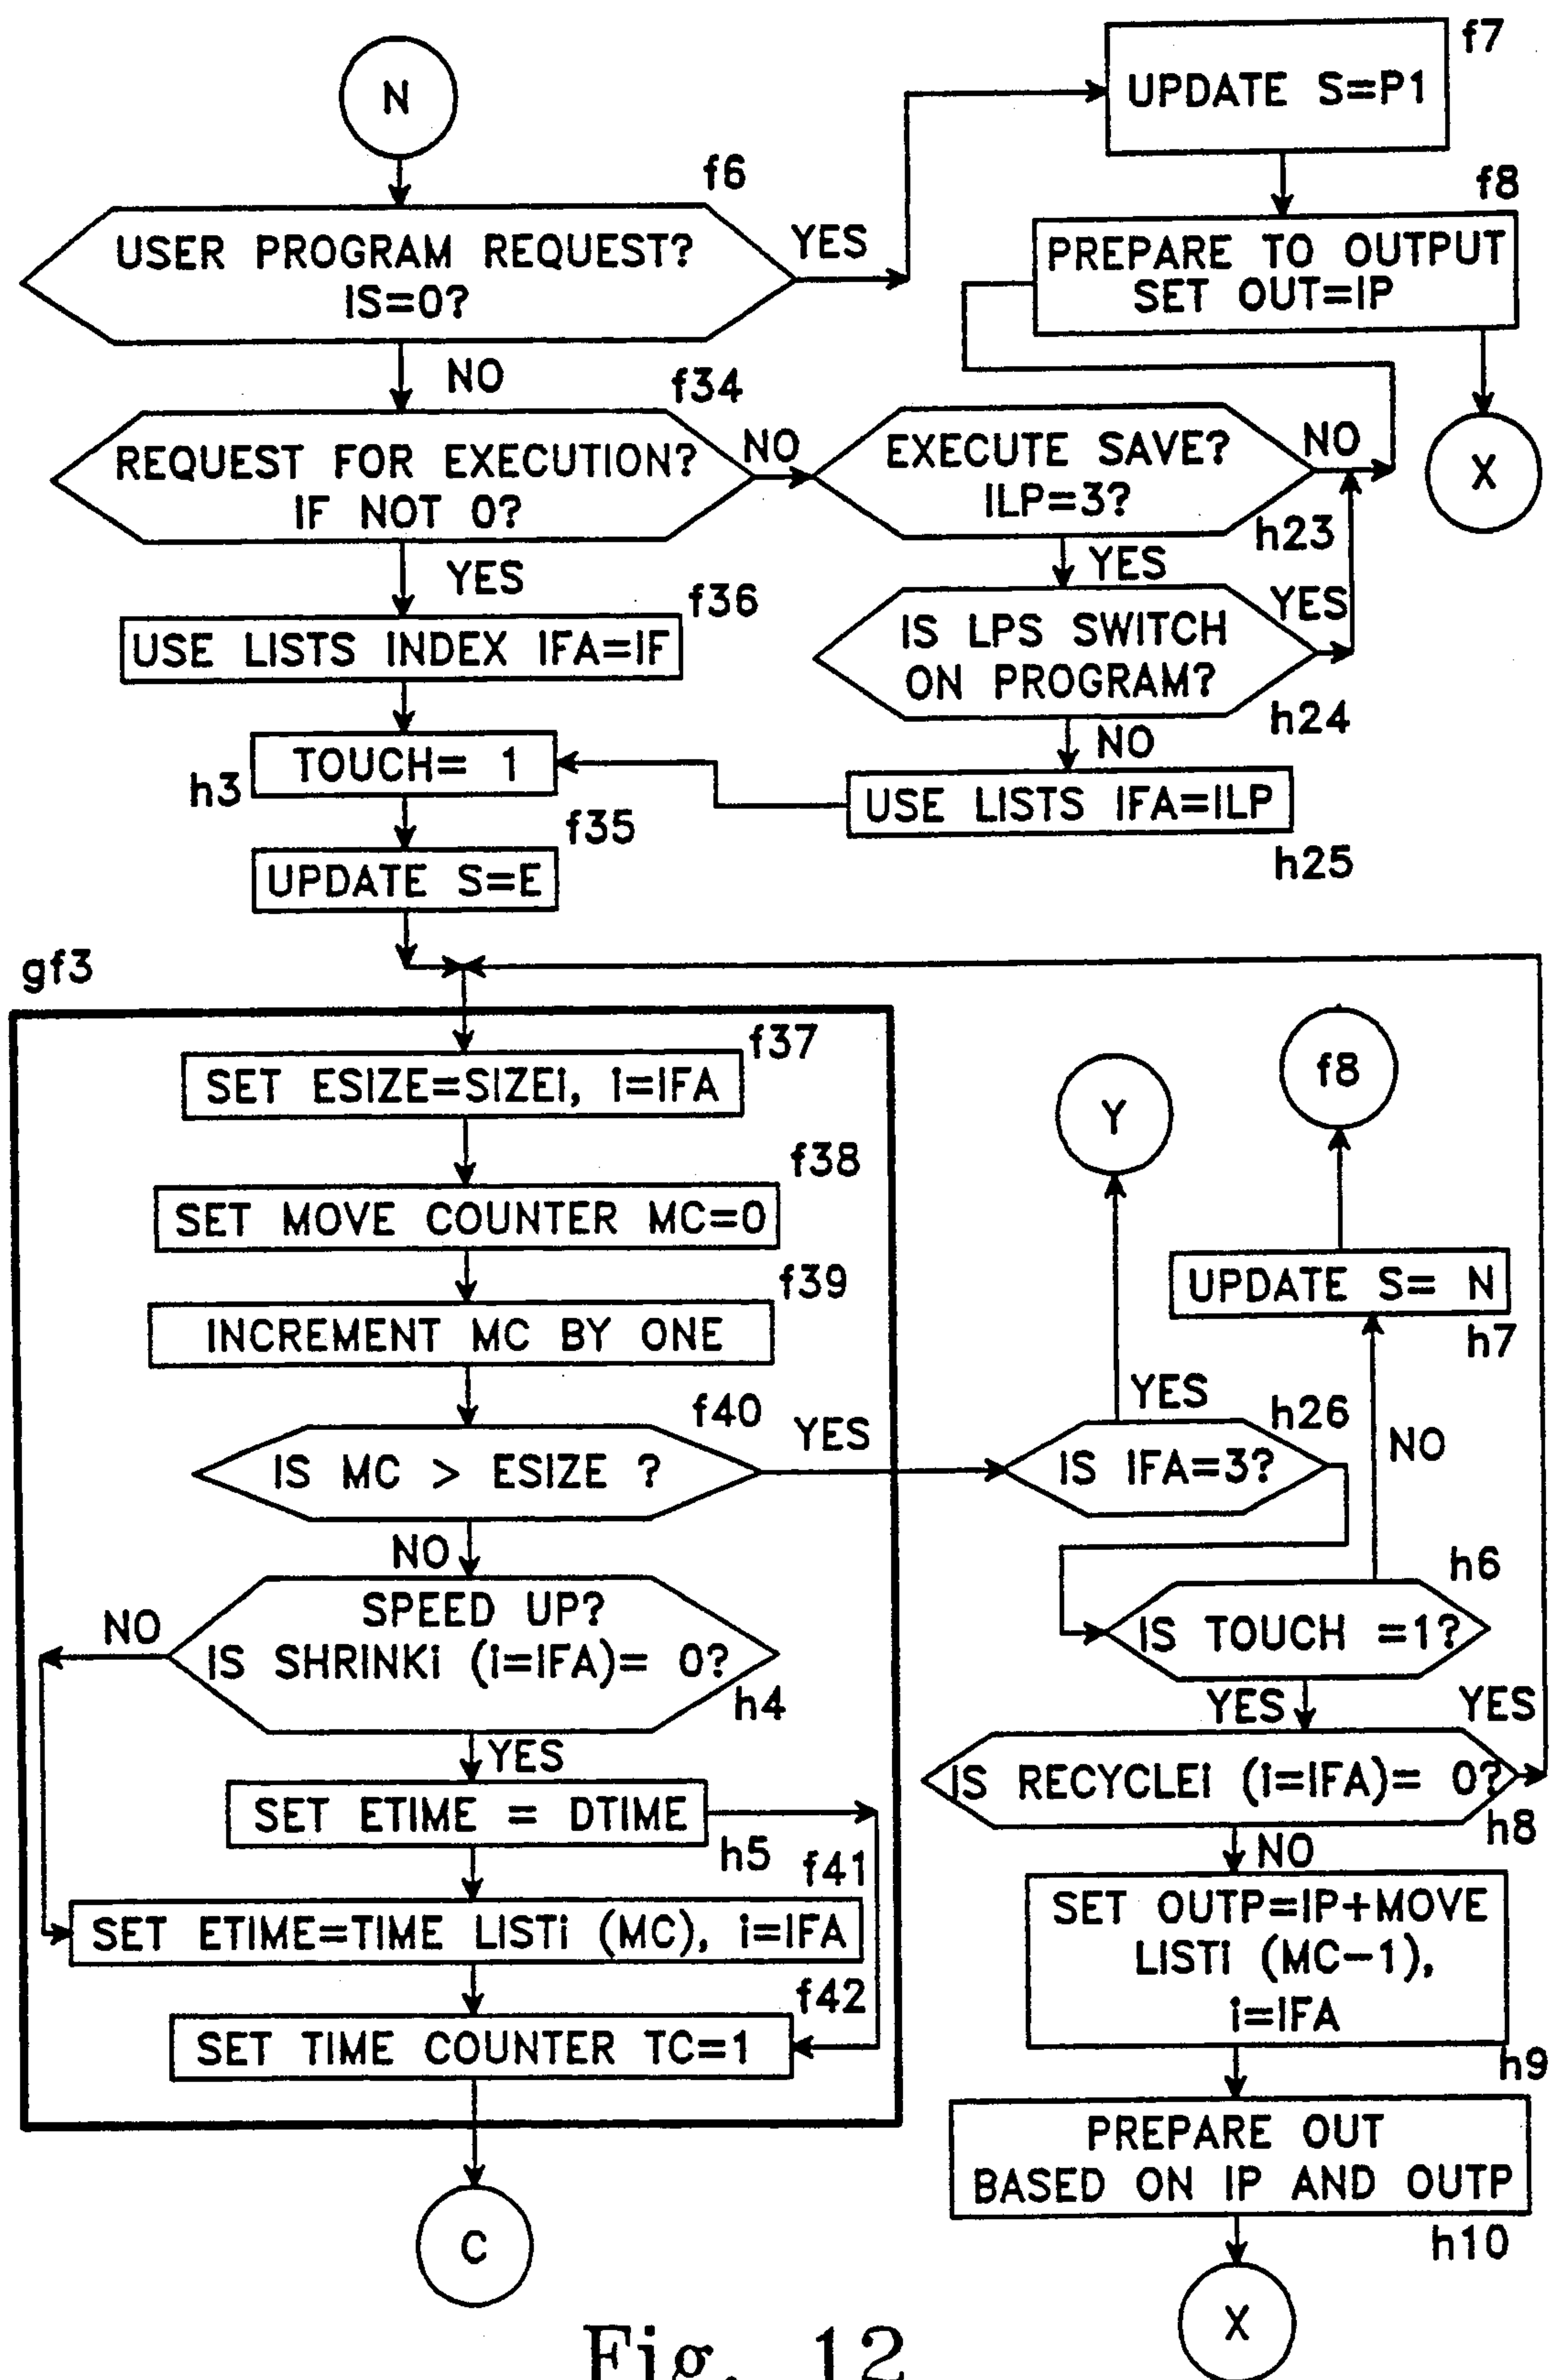 N
f6
USER PROGRAM REQUEST?
IS=0?
YES
f7
UPDATE S=P1
f8
PREPARE TO OUTPUT
SET OUT=IP
X
NO
f34
REQUEST FOR EXECUTION?
IF NOT 0?
NO
EXECUTE SAVE?
ILP=3?
NO
h23
YES
YES
f36
USE LISTS INDEX IFA=IF
IS LPS SWITCH
ON PROGRAM?
YES
h24
NO
h3
TOUCH= 1
USE LISTS IFA=ILP
h25
f35
UPDATE S=E
gf3
f37
SET ESIZE=SIZEi, i=IFA
f38
SET MOVE COUNTER MC=0
f39
INCREMENT MC BY ONE
f40
IS MC > ESIZE ?
YES
NO
SPEED UP?
IS SHRINKi (i=IFA)= 0?
NO
h4
YES
SET ETIME = DTIME
h5
f41
SET ETIME=TIME LISTi (MC), i=IFA
f42
SET TIME COUNTER TC=1
C
Y
f8
UPDATE S= N
h7
YES
h26
IS IFA=3?
NO
h6
IS TOUCH =1?
YES
YES
IS RECYCLEi (i=IFA)= 0?
h8
NO
SET OUTP=IP+MOVE
LISTi (MC-1),
i=IFA
h9
PREPARE OUT
BASED ON IP AND OUTP
h10
X
Fig. 12